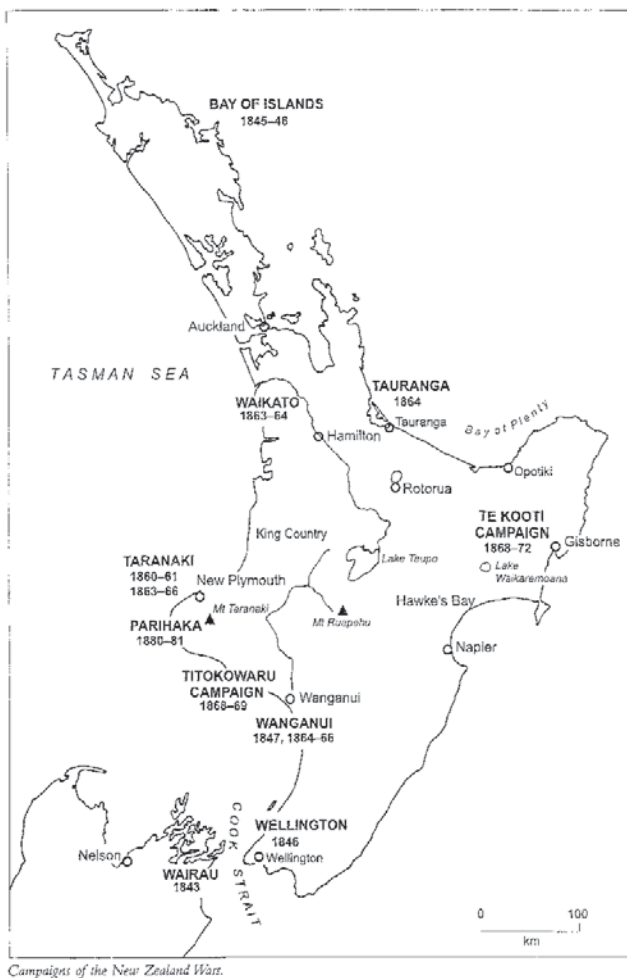 BAY OF ISLANDS
1845–46
Auckland
TASMAN SEA
WAIKATO
1863–64
TAURANGA
1864
Tauranga
Bay of Plenty
Hamilton
Opotiki
Rotorua
TE KOOTI
CAMPAIGN
1868–72
Gisborne
King Country
Lake Taupo
Lake
Waikaremoana
TARANAKI
1860–61
1863–66
New Plymouth
Mt Taranaki
Mt Ruapehu
Hawke's Bay
PARIHAKA
1880–81
Napier
TITOKOWARU
CAMPAIGN
1868–69
Wanganui
WANGANUI
1847, 1864–66
COOK STRAIT
WELLINGTON
1846
Wellington
Nelson
WAIRAU
1843
0 100
km
Campaigns of the New Zealand Wars.